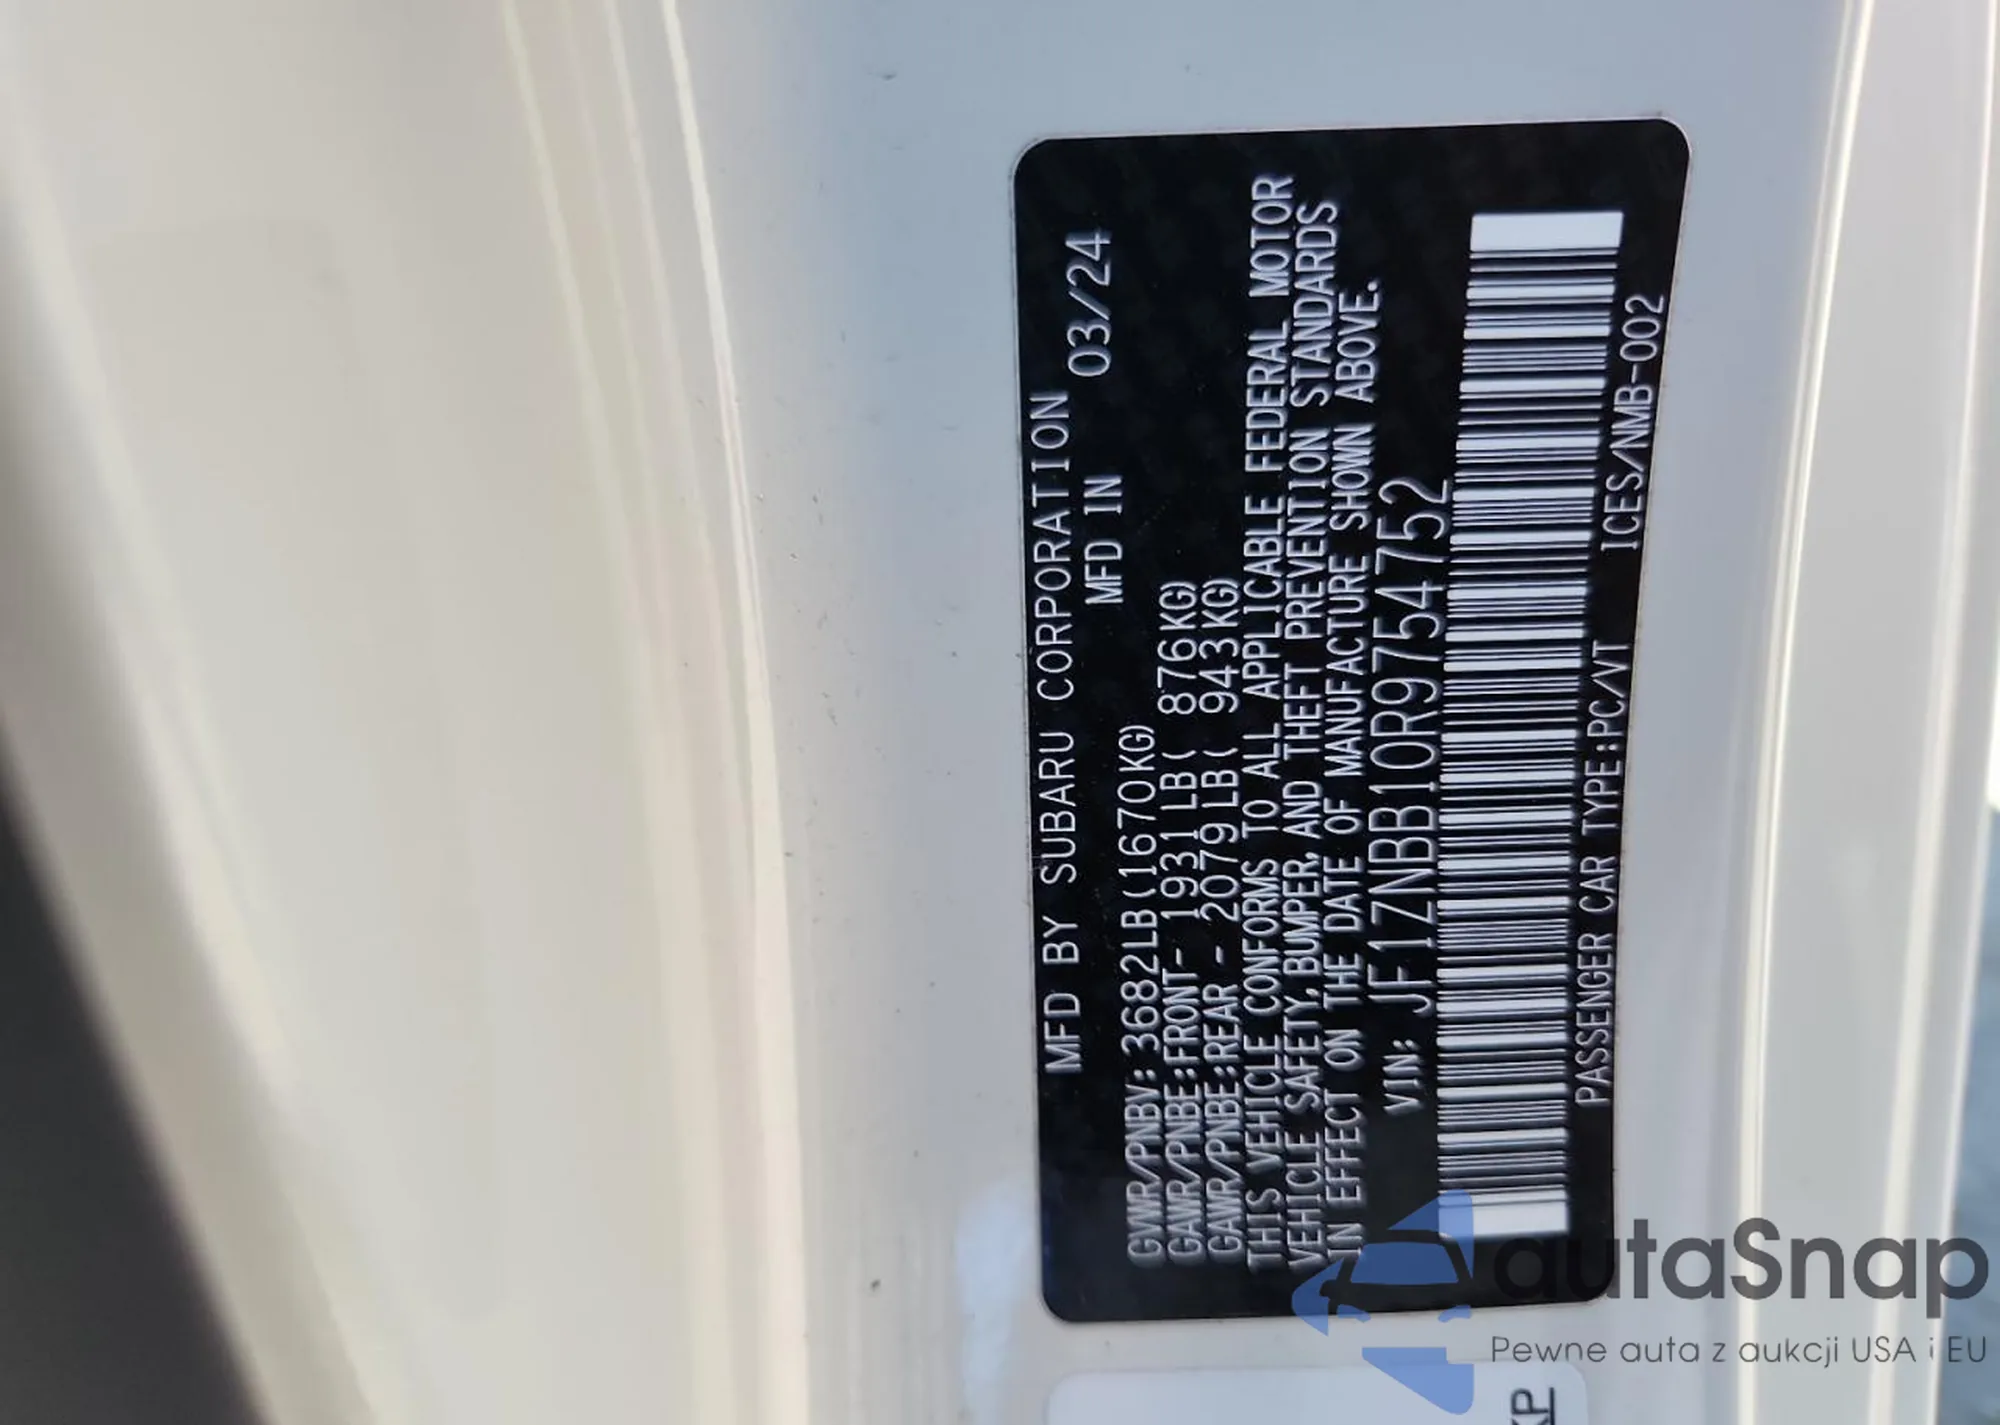 MFD BY SUBARU CORPORATION
MFD IN 03/24
GVWR/PNBV:3682LB(1670KG)
GAWR/PNBE:FRONT- 1931LB( 876KG)
GAWR/PNBE:REAR - 2079LB( 943KG)
THIS VEHICLE CONFORMS TO ALL APPLICABLE FEDERAL MOTOR
VEHICLE SAFETY, BUMPER, AND THEFT PREVENTION STANDARDS
IN EFFECT ON THE DATE OF MANUFACTURE SHOWN ABOVE.
VIN: JF1ZNBB10R9754752
PASSENGER CAR TYPE:PC/VT ICES/NMB-002
autaSnap
Pewne auta z aukcji USA i EU